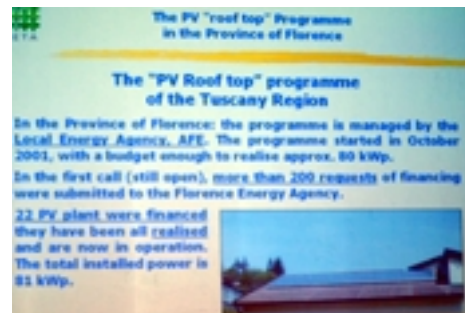 ETA
The PV "roof top" Programme
in the Province of Florence
The "PV Roof top" programme
of the Tuscany Region
In the Province of Florence: the programme is managed by the
Local Energy Agency, AFE. The programme started in October
2001, with a budget enough to realise approx. 80 kWp.
In the first call (still open), more than 200 requests of financing
were submitted to the Florence Energy Agency.
22 PV plant were financed
they have been all realised
and are now in operation.
The total installed power is
81 kWp.